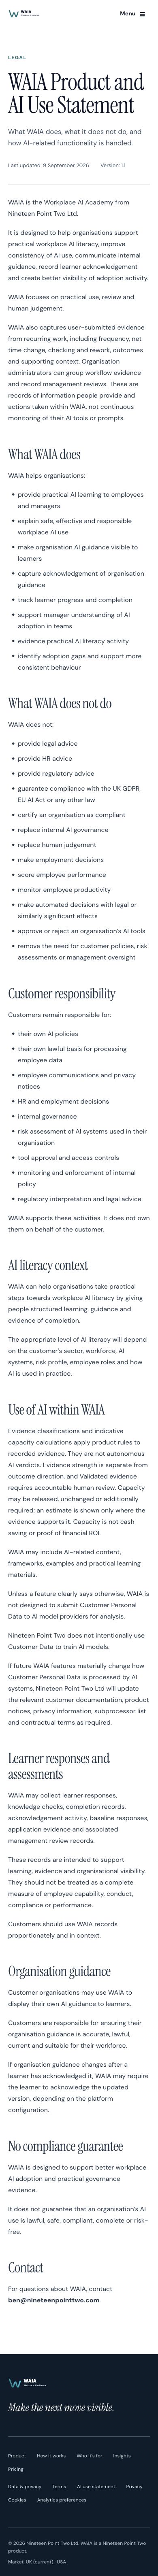 WAIA
Menu
LEGAL
WAIA Product and
AI Use Statement
What WAIA does, what it does not do, and
how AI-related functionality is handled.
Last updated: 9 September 2026 Version: 1.1
WAIA is the Workplace AI Academy from
Nineteen Point Two Ltd.
It is designed to help organisations support
practical workplace AI literacy, improve
consistency of AI use, communicate internal
guidance, record learner acknowledgement
and create better visibility of adoption activity.
WAIA focuses on practical use, review and
human judgement.
WAIA also captures user-submitted evidence
from recurring work, including frequency, net
time change, checking and rework, outcomes
and supporting context. Organisation
administrators can group workflow evidence
and record management reviews. These are
records of information people provide and
actions taken within WAIA, not continuous
monitoring of their AI tools or prompts.
What WAIA does
WAIA helps organisations:
• provide practical AI learning to employees
and managers
• explain safe, effective and responsible
workplace AI use
• make organisation AI guidance visible to
learners
• capture acknowledgement of organisation
guidance
• track learner progress and completion
• support manager understanding of AI
adoption in teams
• evidence practical AI literacy activity
• identify adoption gaps and support more
consistent behaviour
What WAIA does not do
WAIA does not:
• provide legal advice
• provide HR advice
• provide regulatory advice
• guarantee compliance with the UK GDPR,
EU AI Act or any other law
• certify an organisation as compliant
• replace internal AI governance
• replace human judgement
• make employment decisions
• score employee performance
• monitor employee productivity
• make automated decisions with legal or
similarly significant effects
• approve or reject an organisation's AI tools
• remove the need for customer policies, risk
assessments or management oversight
Customer responsibility
Customers remain responsible for:
• their own AI policies
• their own lawful basis for processing
employee data
• employee communications and privacy
notices
• HR and employment decisions
• internal governance
• risk assessment of AI systems used in their
organisation
• tool approval and access controls
• monitoring and enforcement of internal
policy
• regulatory interpretation and legal advice
WAIA supports these activities. It does not own
them on behalf of the customer.
AI literacy context
WAIA can help organisations take practical
steps towards workplace AI literacy by giving
people structured learning, guidance and
evidence of completion.
The appropriate level of AI literacy will depend
on the customer's sector, workforce, AI
systems, risk profile, employee roles and how
AI is used in practice.
Use of AI within WAIA
Evidence classifications and indicative
capacity calculations apply product rules to
recorded evidence. They are not autonomous
AI verdicts. Evidence strength is separate from
outcome direction, and Validated evidence
requires accountable human review. Capacity
may be released, unchanged or additionally
required; an estimate is shown only where the
evidence supports it. Capacity is not cash
saving or proof of financial ROI.
WAIA may include AI-related content,
frameworks, examples and practical learning
materials.
Unless a feature clearly says otherwise, WAIA is
not designed to submit Customer Personal
Data to AI model providers for analysis.
Nineteen Point Two does not intentionally use
Customer Data to train AI models.
If future WAIA features materially change how
Customer Personal Data is processed by AI
systems, Nineteen Point Two Ltd will update
the relevant customer documentation, product
notices, privacy information, subprocessor list
and contractual terms as required.
Learner responses and
assessments
WAIA may collect learner responses,
knowledge checks, completion records,
acknowledgement activity, baseline responses,
application evidence and associated
management review records.
These records are intended to support
learning, evidence and organisational visibility.
They should not be treated as a complete
measure of employee capability, conduct,
compliance or performance.
Customers should use WAIA records
proportionately and in context.
Organisation guidance
Customer organisations may use WAIA to
display their own AI guidance to learners.
Customers are responsible for ensuring their
organisation guidance is accurate, lawful,
current and suitable for their workforce.
If organisation guidance changes after a
learner has acknowledged it, WAIA may require
the learner to acknowledge the updated
version, depending on the platform
configuration.
No compliance guarantee
WAIA is designed to support better workplace
AI adoption and practical governance
evidence.
It does not guarantee that an organisation's AI
use is lawful, safe, compliant, complete or risk-
free.
Contact
For questions about WAIA, contact
ben@nineteenpointtwo.com.
WAIA
Make the next move visible.
Product How it works Who it's for Insights
Pricing
Data & privacy Terms AI use statement Privacy
Cookies Analytics preferences
© 2026 Nineteen Point Two Ltd. WAIA is a Nineteen Point Two
product.
Market: UK (current) · USA